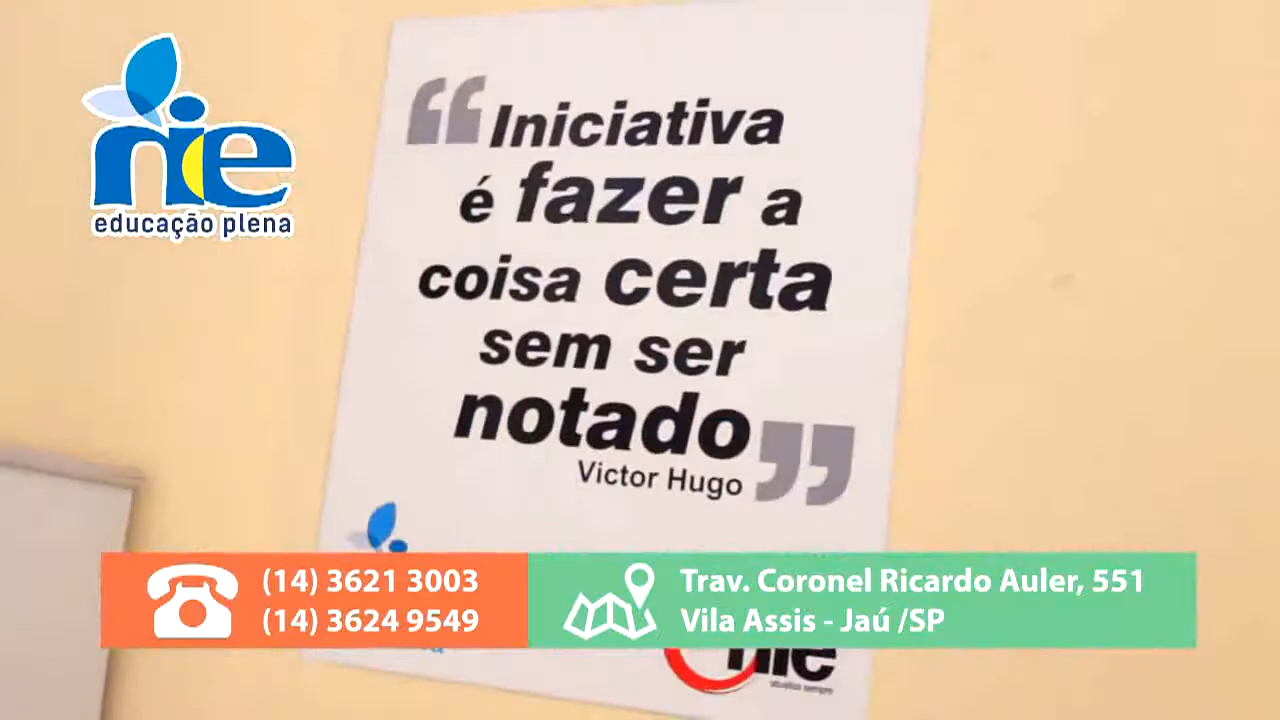 nie
educação plena
“Iniciativa
é fazer a
coisa certa
sem ser
notado”
Victor Hugo
(14) 3621 3003
(14) 3624 9549
Trav. Coronel Ricardo Auler, 551
Vila Assis - Jaú /SP
nie